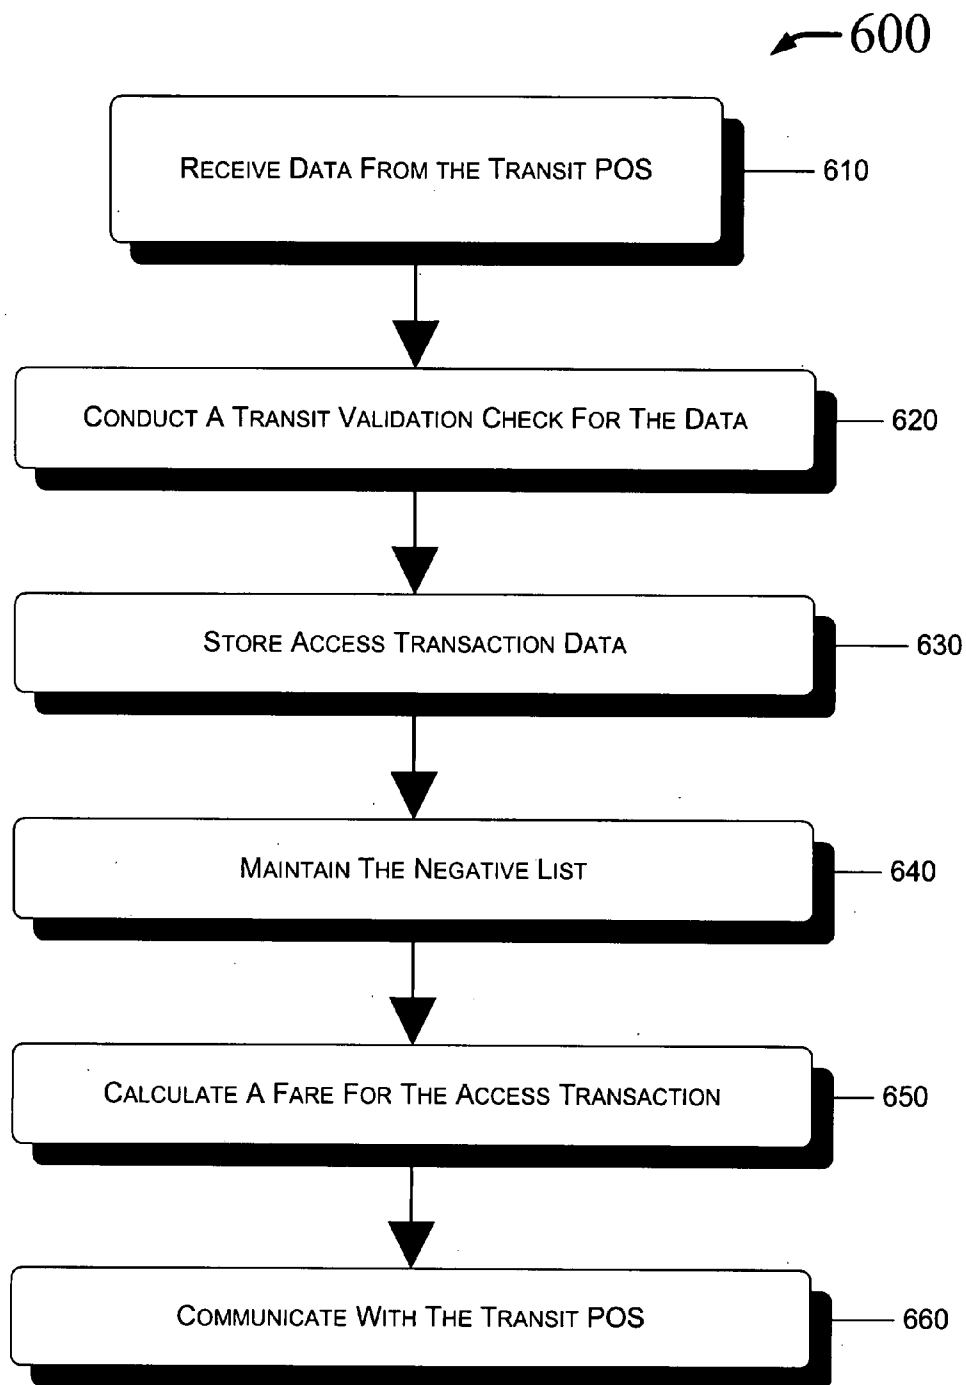 600
RECEIVE DATA FROM THE TRANSIT POS
610
CONDUCT A TRANSIT VALIDATION CHECK FOR THE DATA
620
STORE ACCESS TRANSACTION DATA
630
MAINTAIN THE NEGATIVE LIST
640
CALCULATE A FARE FOR THE ACCESS TRANSACTION
650
COMMUNICATE WITH THE TRANSIT POS
660